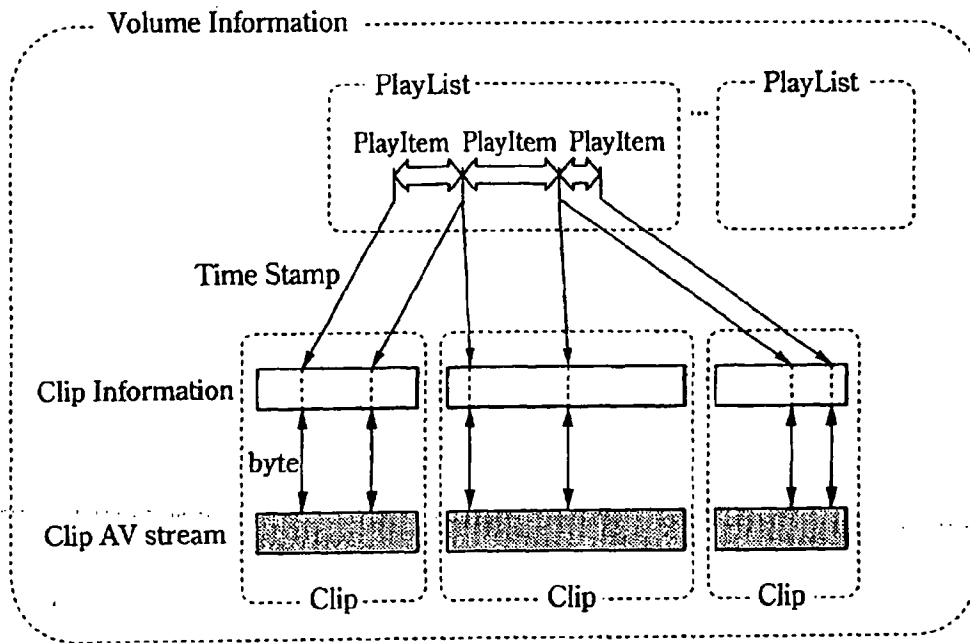 Volume Information
PlayList
...
PlayList
PlayItem PlayItem PlayItem
Time Stamp
Clip Information
byte
Clip AV stream
Clip
Clip
Clip